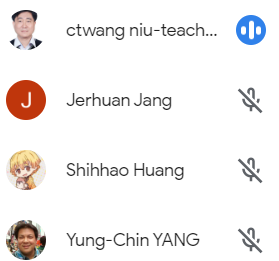 ctwang niu-teach...
J Jerhuan Jang
Shihhao Huang
Yung-Chin YANG